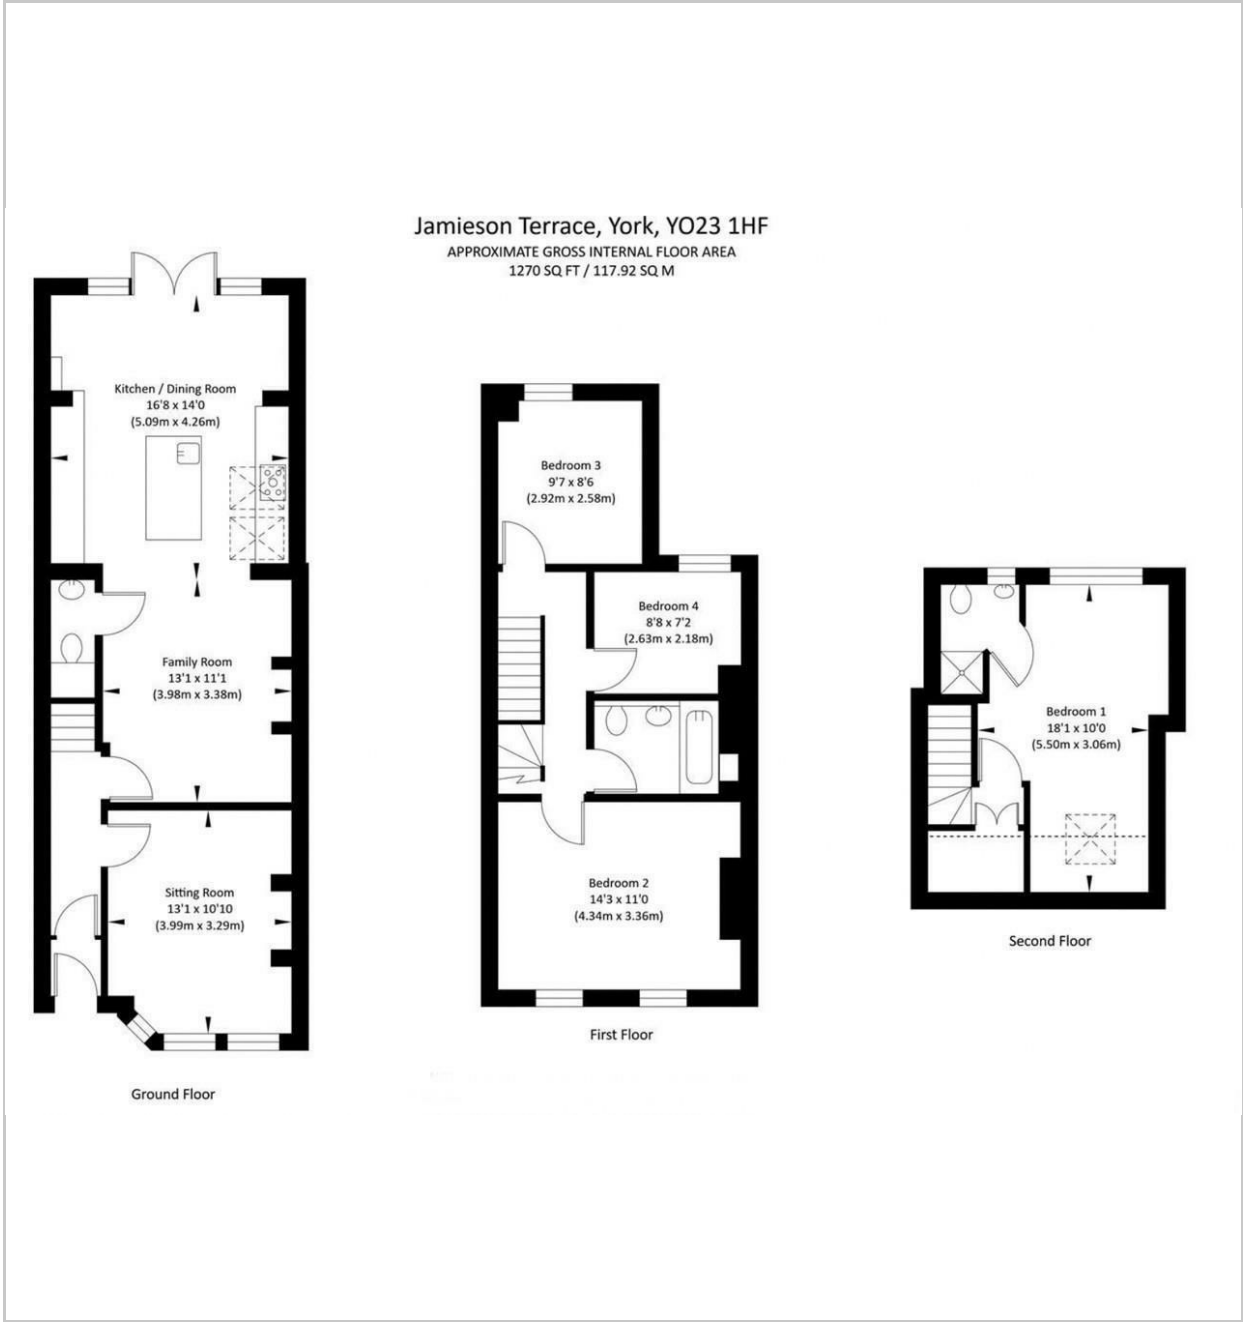 Jamieson Terrace, York, YO23 1HF
APPROXIMATE GROSS INTERNAL FLOOR AREA
1270 SQ FT / 117.92 SQ M
Kitchen / Dining Room
16'8 x 14'0
(5.09m x 4.26m)
Family Room
13'1 x 11'1
(3.98m x 3.38m)
Sitting Room
13'1 x 10'10
(3.99m x 3.29m)
Ground Floor
Bedroom 3
9'7 x 8'6
(2.92m x 2.58m)
Bedroom 4
8'8 x 7'2
(2.63m x 2.18m)
Bedroom 2
14'3 x 11'0
(4.34m x 3.36m)
First Floor
Bedroom 1
18'1 x 10'0
(5.50m x 3.06m)
Second Floor